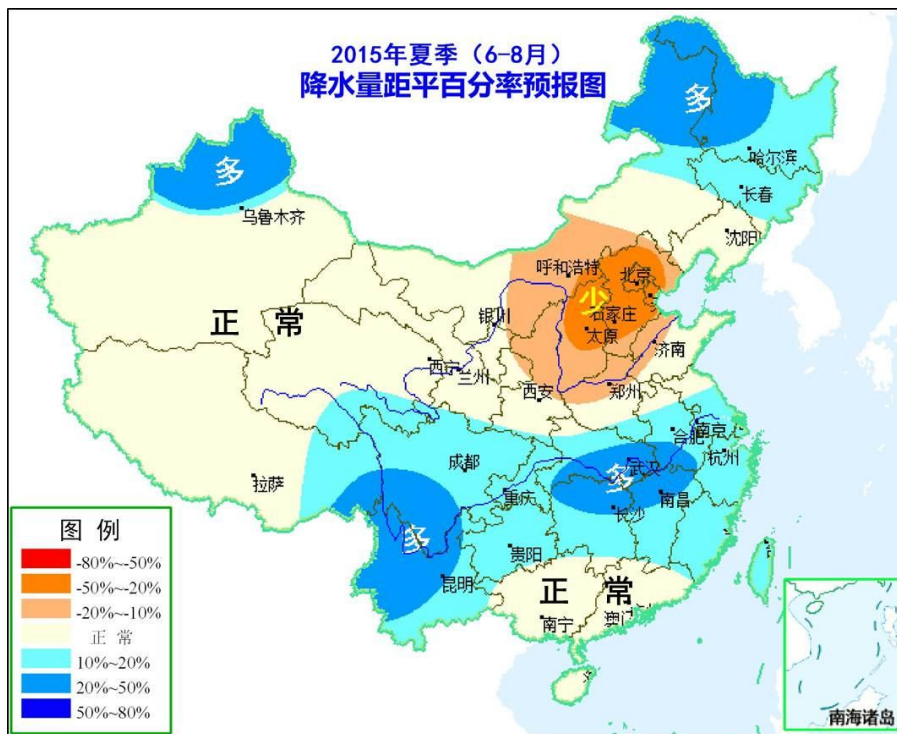 2015年夏季（6-8月）
降水量距平百分率预报图
多
哈尔滨
长春
多
乌鲁木齐
沈阳
呼和浩特
北京
少
石家庄
太原
正 常
银川
济南
西宁
兰州
西安
郑州
合肥
南京
成都
武汉
杭州
多
拉萨
重庆
南昌
长沙
多
贵阳
昆明
正 常
南宁
澳门
南海诸岛
图 例
-80%~-50%
-50%~-20%
-20%~-10%
正 常
10%~20%
20%~50%
50%~80%